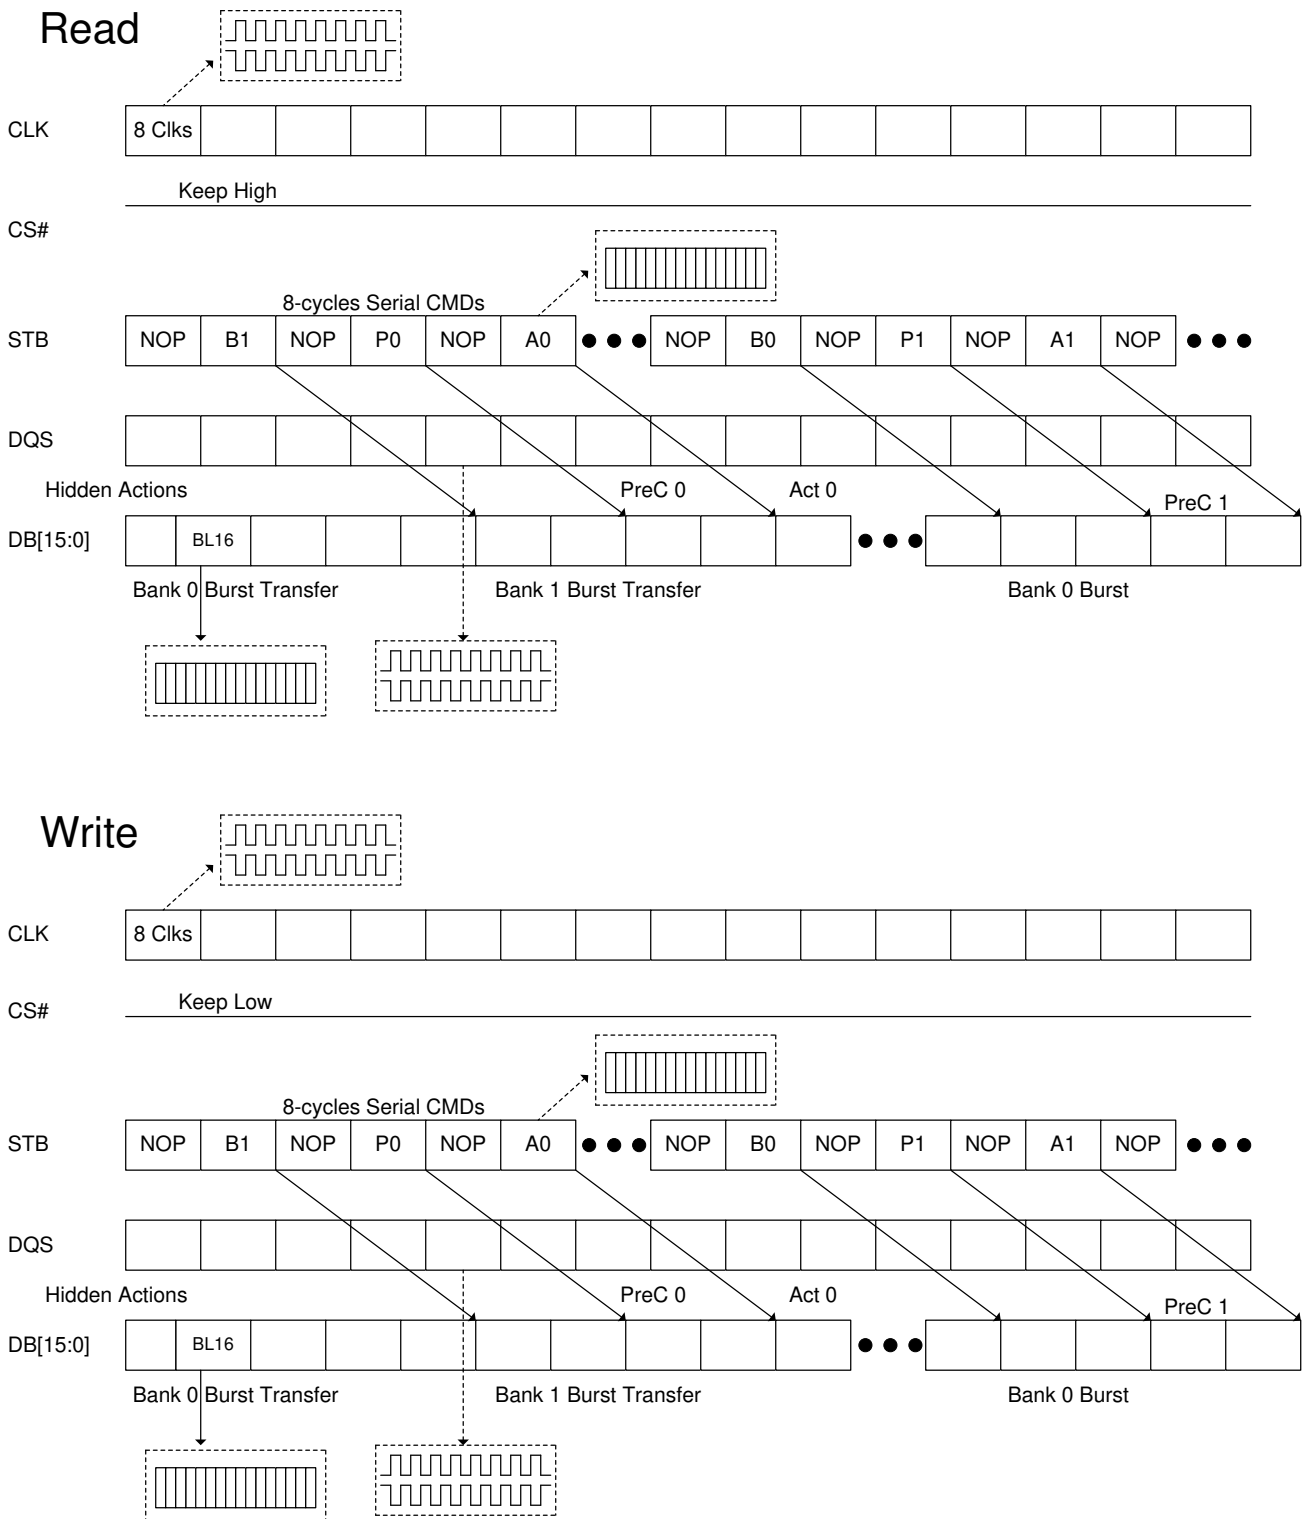 Read
CLK
8 Clks
Keep High
CS#
8-cycles Serial CMDs
STB NOP B1 NOP P0 NOP A0 NOP B0 NOP P1 NOP A1 NOP
DQS
Hidden Actions PreC 0 Act 0 PreC 1
DB[15:0] BL16
Bank 0 Burst Transfer Bank 1 Burst Transfer Bank 0 Burst
Write
CLK 8 Clks
Keep Low
CS#
8-cycles Serial CMDs
STB NOP B1 NOP P0 NOP A0 NOP B0 NOP P1 NOP A1 NOP
DQS
Hidden Actions PreC 0 Act 0 PreC 1
DB[15:0] BL16
Bank 0 Burst Transfer Bank 1 Burst Transfer Bank 0 Burst